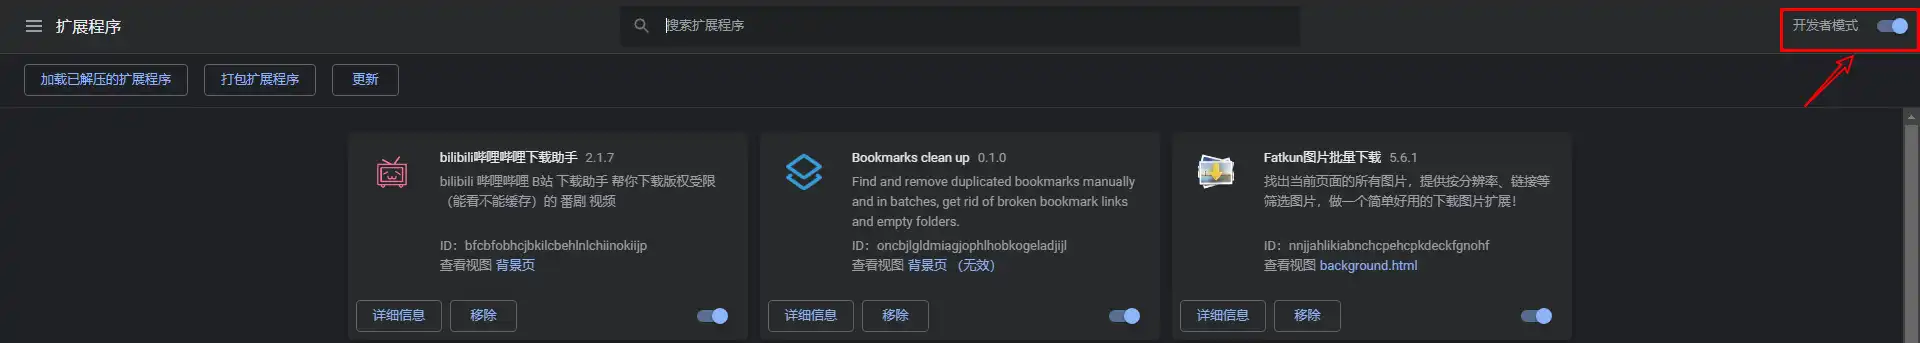 扩展程序
搜索扩展程序
开发者模式
加载已解压的扩展程序
打包扩展程序
更新
bilibili哔哩哔哩下载助手 2.1.7
bilibili 哔哩哔哩 B站 下载助手 帮你下载版权受限
（能看不能缓存）的 番剧 视频
ID：bfcbfobhcjbkilcbehlnlchiinokiijp
查看视图 背景页
详细信息
移除
Bookmarks clean up 0.1.0
Find and remove duplicated bookmarks manually
and in batches, get rid of broken bookmark links
and empty folders.
ID：oncbjlgldmiagjophlhobkogeladjijl
查看视图 背景页 （无效）
详细信息
移除
Fatkun图片批量下载 5.6.1
找出当前页面的所有图片，提供按分辨率、链接等
筛选图片，做一个简单好用的下载图片扩展！
ID：nnjjahlikiabnchcpehcpkdeckfgnohf
查看视图 background.html
详细信息
移除